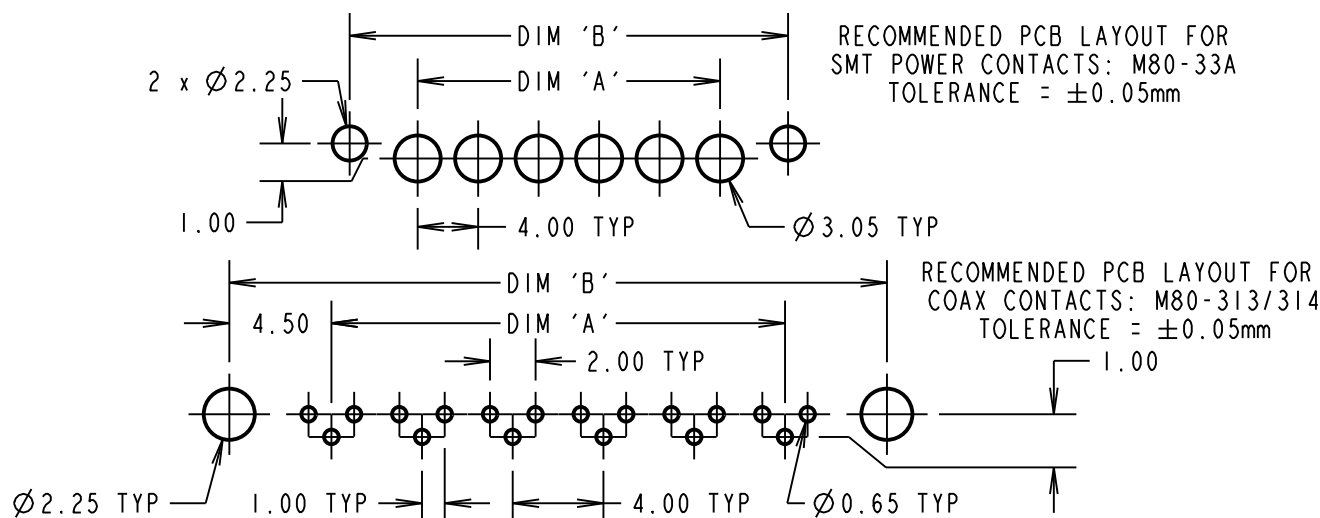 DIM 'B'
RECOMMENDED PCB LAYOUT FOR
SMT POWER CONTACTS: M80-33A
TOLERANCE = ±0.05mm
2 x Ø2.25
DIM 'A'
1.00
4.00 TYP
Ø3.05 TYP
DIM 'B'
RECOMMENDED PCB LAYOUT FOR
COAX CONTACTS: M80-313/314
TOLERANCE = ±0.05mm
4.50
DIM 'A'
2.00 TYP
1.00
Ø2.25 TYP
1.00 TYP
4.00 TYP
Ø0.65 TYP